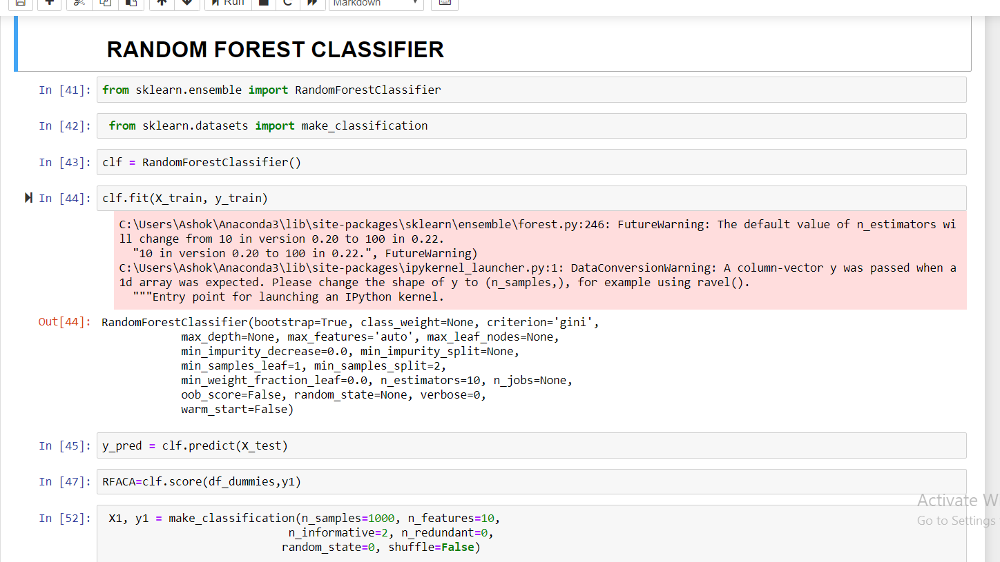 Run
Markdown
RANDOM FOREST CLASSIFIER
In [41]: from sklearn.ensemble import RandomForestClassifier
In [42]: from sklearn.datasets import make_classification
In [43]: clf = RandomForestClassifier()
In [44]: clf.fit(X_train, y_train)
C:\Users\Ashok\Anaconda3\lib\site-packages\sklearn\ensemble\forest.py:246: FutureWarning: The default value of n_estimators wi
ll change from 10 in version 0.20 to 100 in 0.22.
"10 in version 0.20 to 100 in 0.22.", FutureWarning)
C:\Users\Ashok\Anaconda3\lib\site-packages\ipykernel_launcher.py:1: DataConversionWarning: A column-vector y was passed when a
1d array was expected. Please change the shape of y to (n_samples,), for example using ravel().
"""Entry point for launching an IPython kernel.
Out[44]: RandomForestClassifier(bootstrap=True, class_weight=None, criterion='gini',
max_depth=None, max_features='auto', max_leaf_nodes=None,
min_impurity_decrease=0.0, min_impurity_split=None,
min_samples_leaf=1, min_samples_split=2,
min_weight_fraction_leaf=0.0, n_estimators=10, n_jobs=None,
oob_score=False, random_state=None, verbose=0,
warm_start=False)
In [45]: y_pred = clf.predict(X_test)
In [47]: RFACA=clf.score(df_dummies,y1)
In [52]: X1, y1 = make_classification(n_samples=1000, n_features=10,
n_informative=2, n_redundant=0,
random_state=0, shuffle=False)
Activate W
Go to Settings